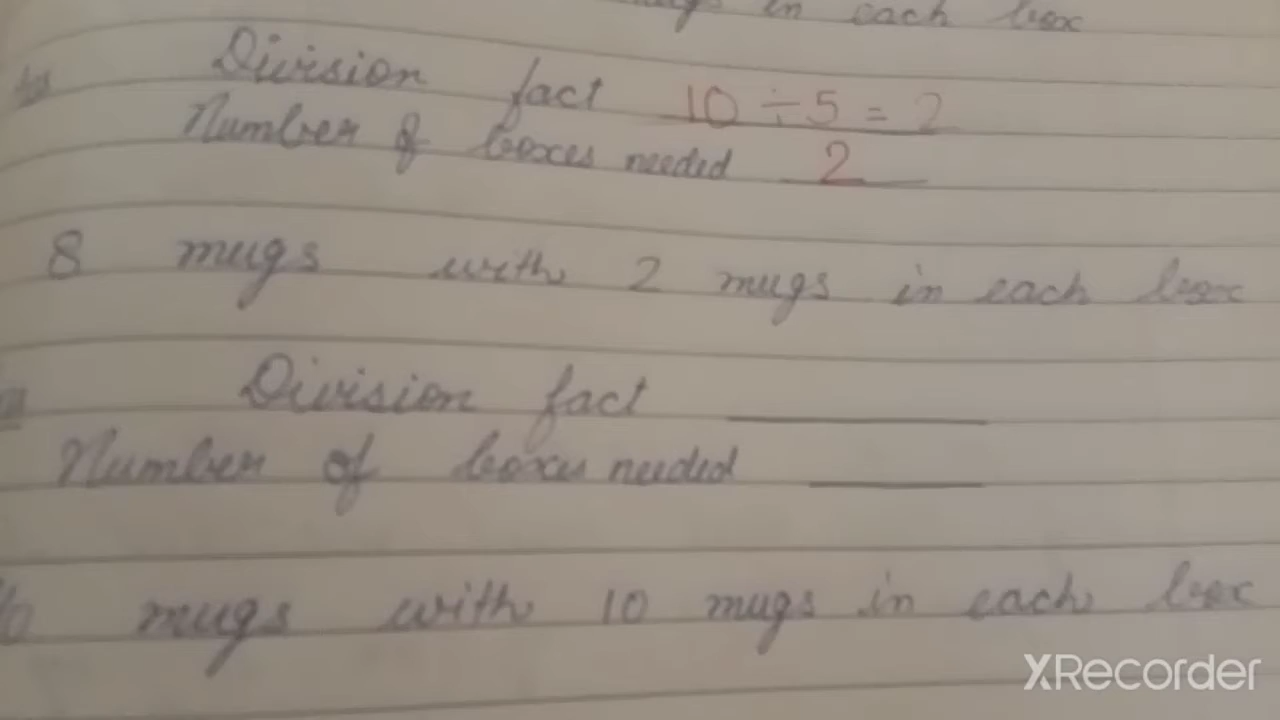 in each box
Division fact 10 ÷ 5 = 2
Number of boxes needed 2
8 mugs with 2 mugs in each box
Division fact
Number of boxes needed
mugs with 10 mugs in each box
XRecorder